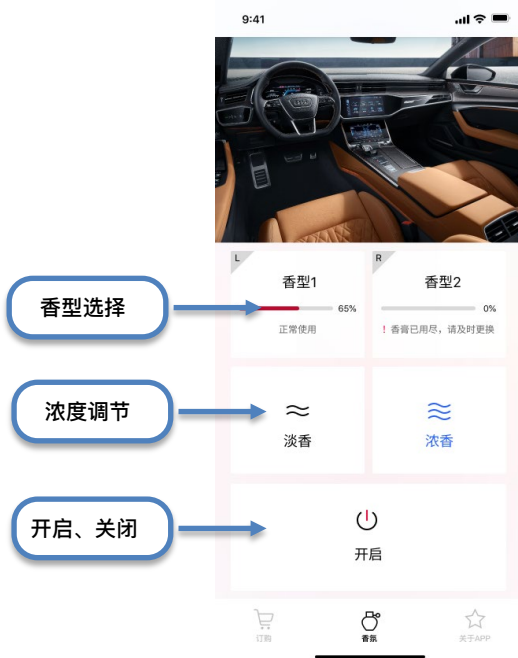 9:41
L
R
香型1
香型2
65%
0%
正常使用
! 香膏已用尽，请及时更换
香型选择
浓度调节
淡香
浓香
开启、关闭
开启
订购
香氛
关于APP